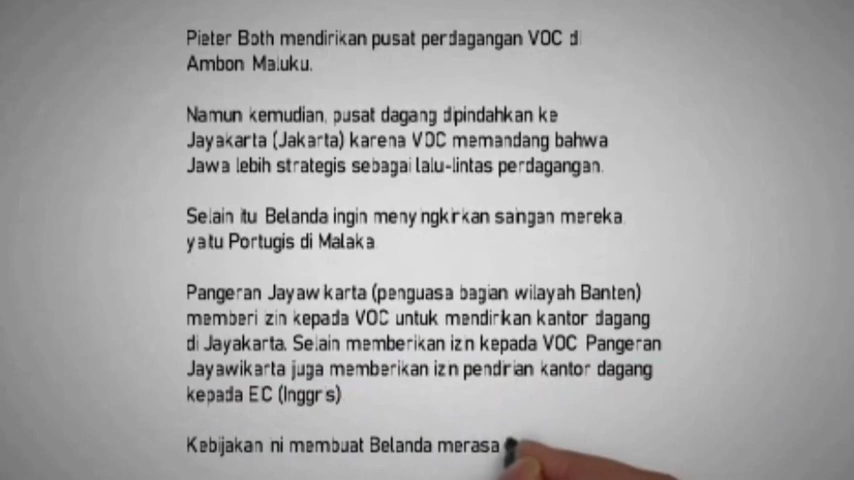 Pieter Both mendirikan pusat perdagangan VOC di
Ambon Maluku.
Namun kemudian, pusat dagang dipindahkan ke
Jayakarta (Jakarta) karena VOC memandang bahwa
Jawa lebih strategis sebagai lalu-lintas perdagangan.
Selain itu Belanda ingin menyingkirkan saingan mereka,
yaitu Portugis di Malaka
Pangeran Jayawikarta (penguasa bagian wilayah Banten)
memberi izin kepada VOC untuk mendirikan kantor dagang
di Jayakarta. Selain memberikan izin kepada VOC Pangeran
Jayawikarta juga memberikan izin pendirian kantor dagang
kepada EIC (Inggris)
Kebijakan ini membuat Belanda merasa